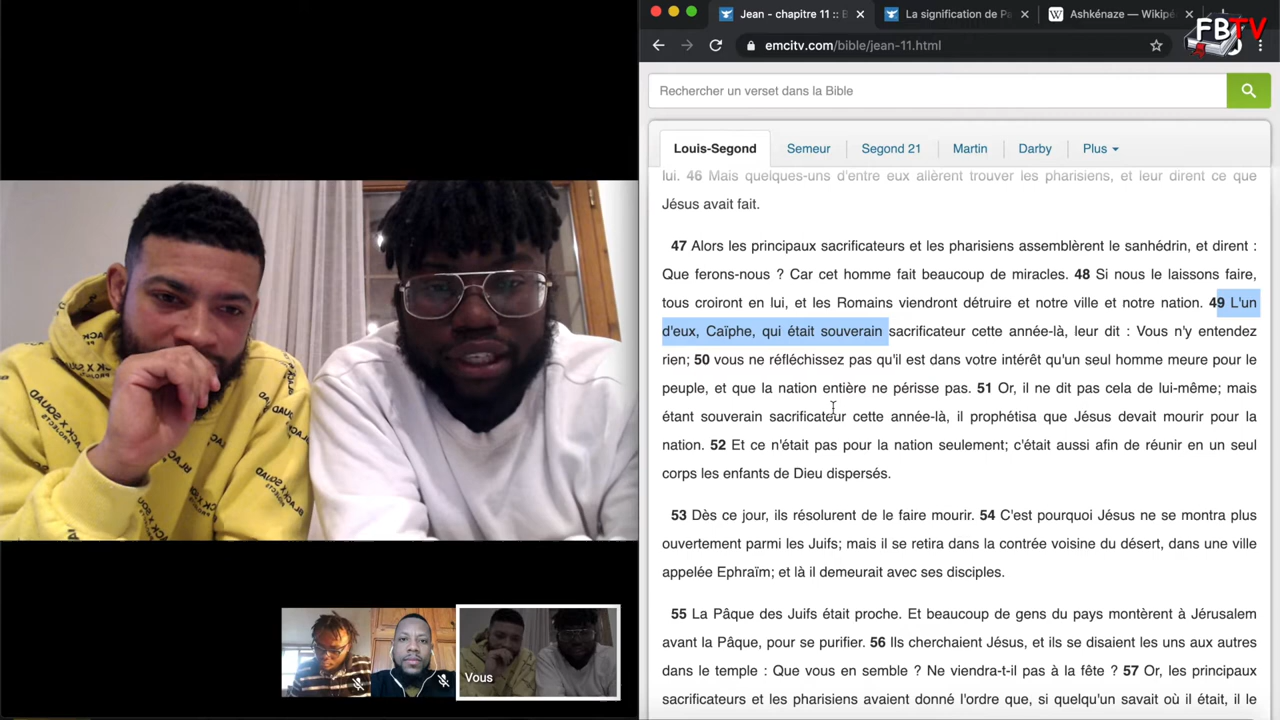 Jean - chapitre 11 :: B
La signification de Pa
Ashkénaze — Wikipé
FBTV
emcitv.com/bible/jean-11.html
Rechercher un verset dans la Bible
Louis-Segond
Semeur
Segond 21
Martin
Darby
Plus
lui. 46 Mais quelques-uns d'entre eux allèrent trouver les pharisiens, et leur dirent ce que
Jésus avait fait.
47 Alors les principaux sacrificateurs et les pharisiens assemblèrent le sanhédrin, et dirent :
Que ferons-nous ? Car cet homme fait beaucoup de miracles. 48 Si nous le laissons faire,
tous croiront en lui, et les Romains viendront détruire et notre ville et notre nation. 49 L'un
d'eux, Caïphe, qui était souverain sacrificateur cette année-là, leur dit : Vous n'y entendez
rien; 50 vous ne réfléchissez pas qu'il est dans votre intérêt qu'un seul homme meure pour le
peuple, et que la nation entière ne périsse pas. 51 Or, il ne dit pas cela de lui-même; mais
étant souverain sacrificateur cette année-là, il prophétisa que Jésus devait mourir pour la
nation. 52 Et ce n'était pas pour la nation seulement; c'était aussi afin de réunir en un seul
corps les enfants de Dieu dispersés.
53 Dès ce jour, ils résolurent de le faire mourir. 54 C'est pourquoi Jésus ne se montra plus
ouvertement parmi les Juifs; mais il se retira dans la contrée voisine du désert, dans une ville
appelée Ephraïm; et là il demeurait avec ses disciples.
55 La Pâque des Juifs était proche. Et beaucoup de gens du pays montèrent à Jérusalem
avant la Pâque, pour se purifier. 56 Ils cherchaient Jésus, et ils se disaient les uns aux autres
dans le temple : Que vous en semble ? Ne viendra-t-il pas à la fête ? 57 Or, les principaux
sacrificateurs et les pharisiens avaient donné l'ordre que, si quelqu'un savait où il était, il le
Vous